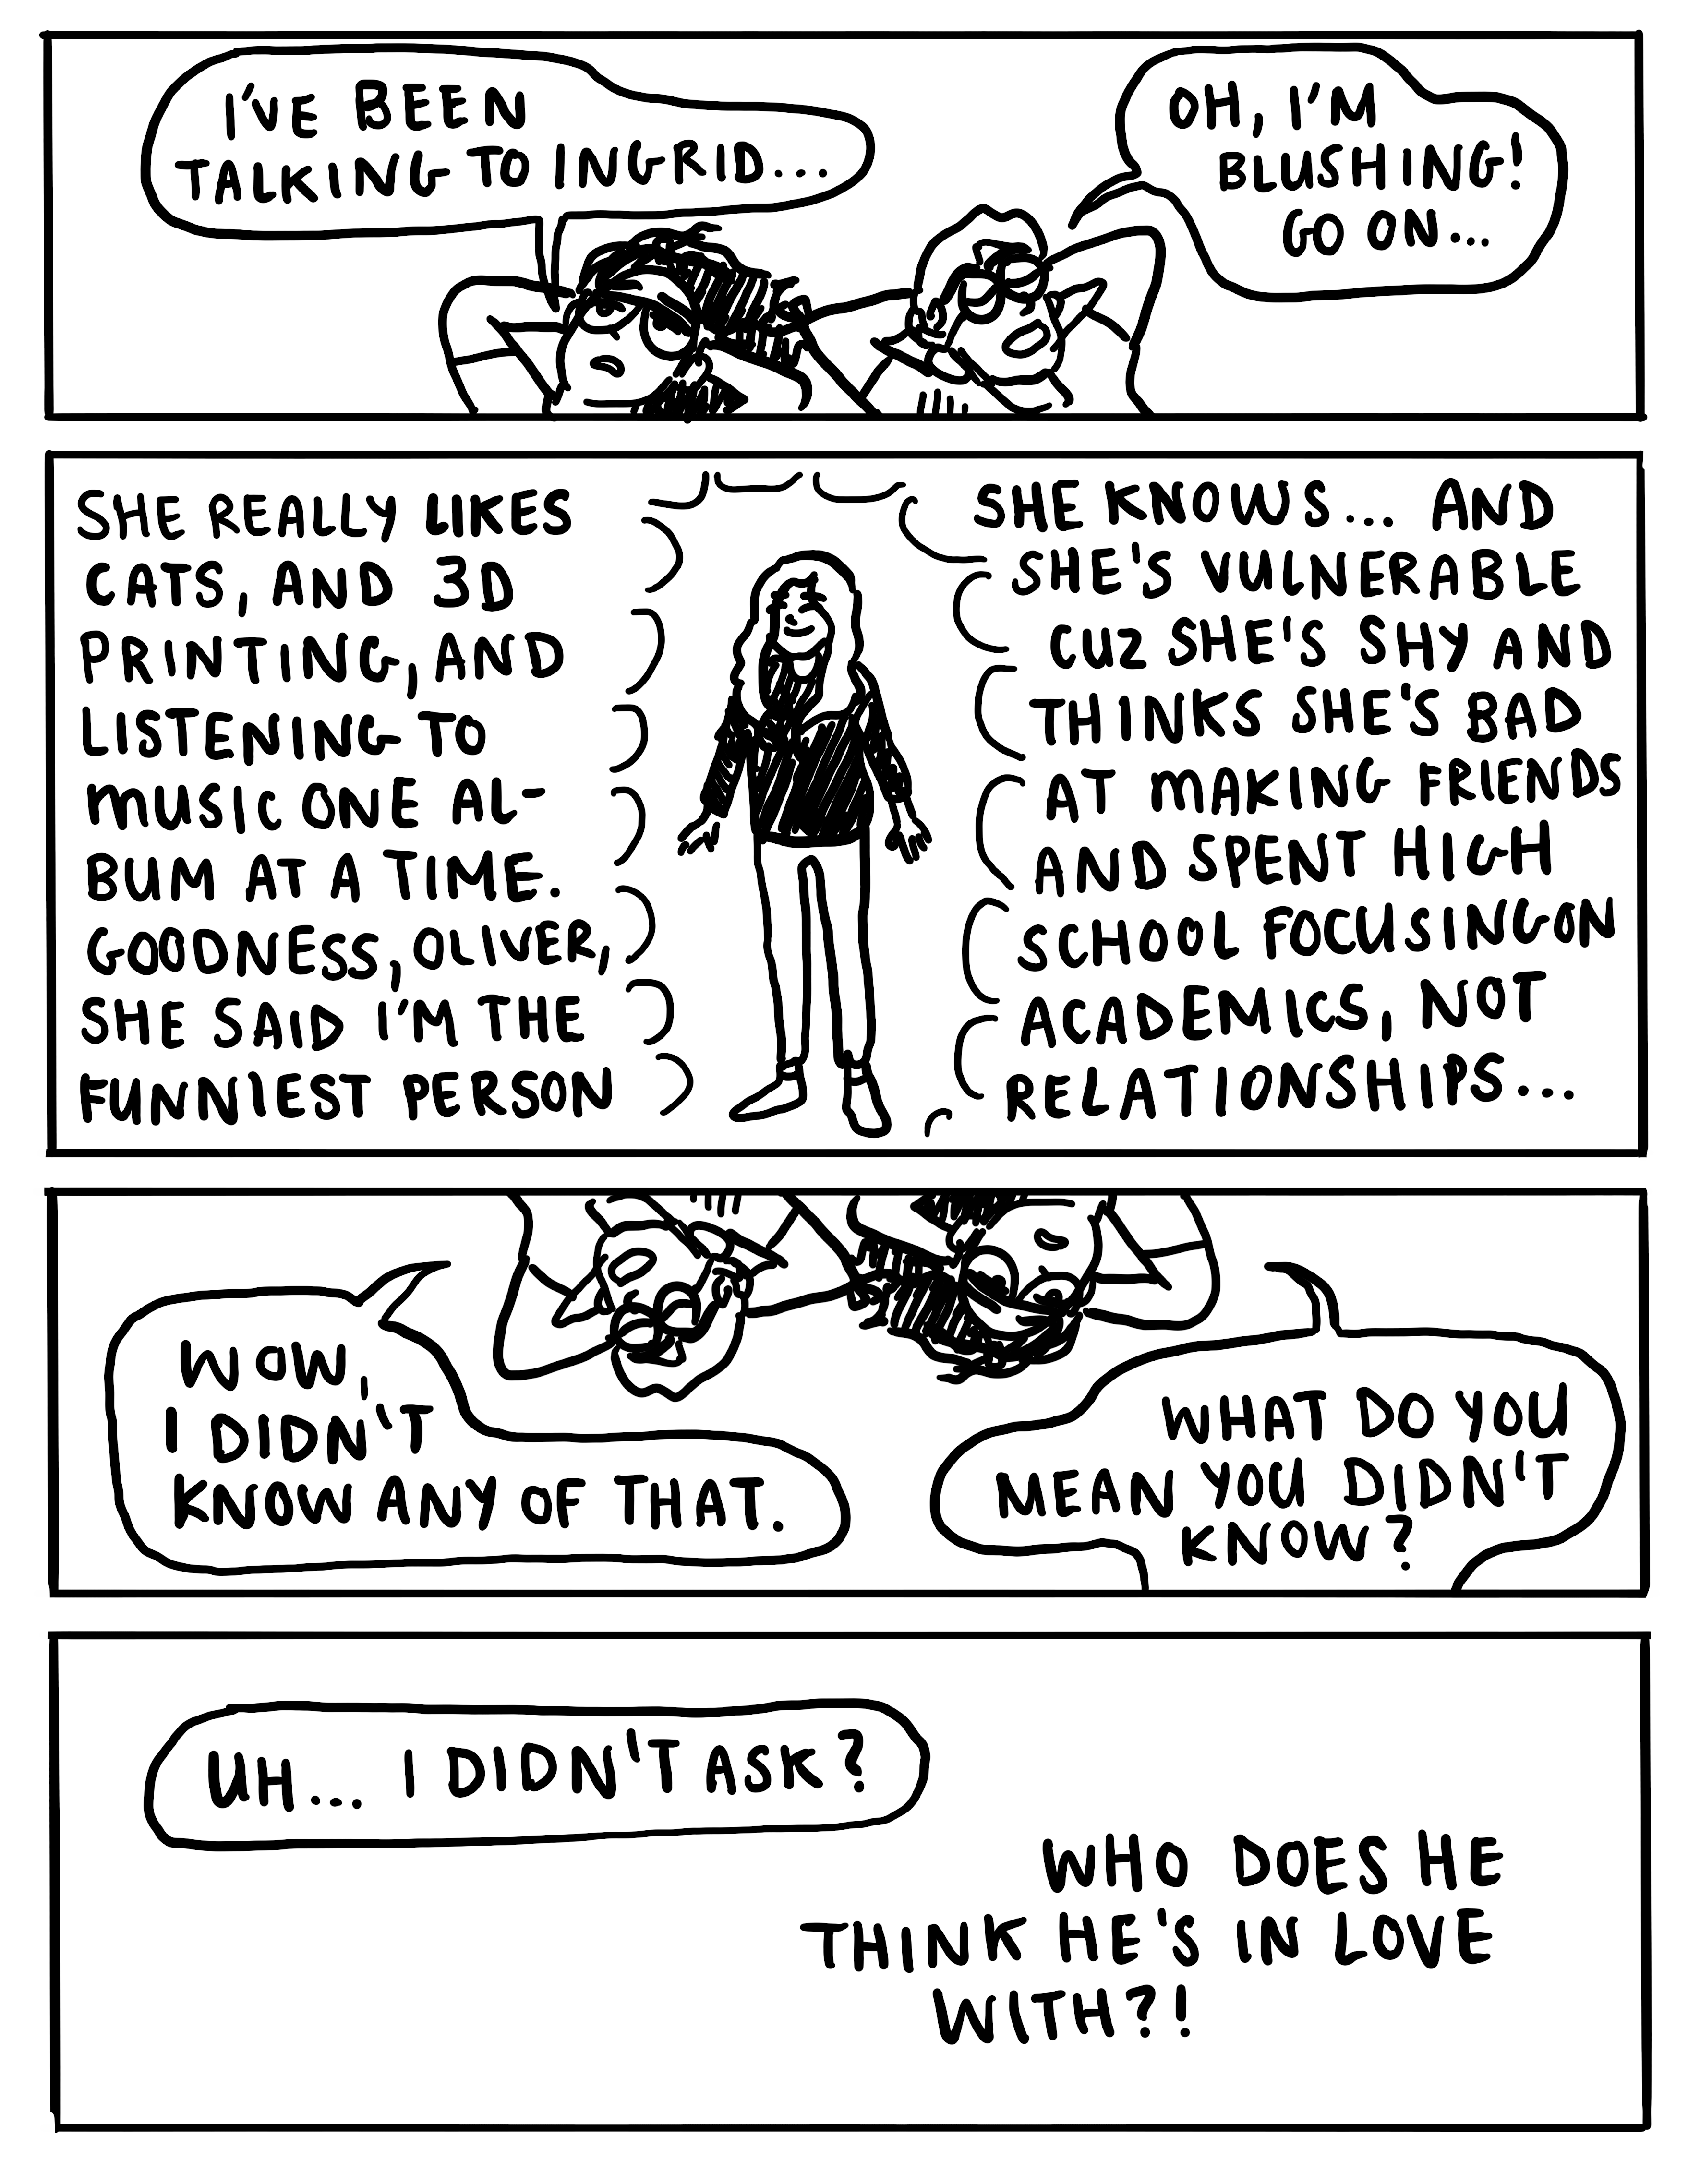 I'VE BEEN
TALKING TO INGRID...
OH, I'M
BLUSHING!
GO ON...
SHE REALLY LIKES
CATS, AND 3D
PRINTING, AND
LISTENING TO
MUSIC ONE AL-
BUM AT A TIME.
GOODNESS, OLIVER,
SHE SAID I'M THE
FUNNIEST PERSON
SHE KNOWS... AND
SHE'S VULNERABLE
CUZ SHE'S SHY AND
THINKS SHE'S BAD
AT MAKING FRIENDS
AND SPENT HIGH
SCHOOL FOCUSING ON
ACADEMICS, NOT
RELATIONSHIPS...
WOW,
I DIDN'T
KNOW ANY OF THAT.
WHAT DO YOU
MEAN YOU DIDN'T
KNOW?
UH... I DIDN'T ASK?
WHO DOES HE
THINK HE'S IN LOVE
WITH?!